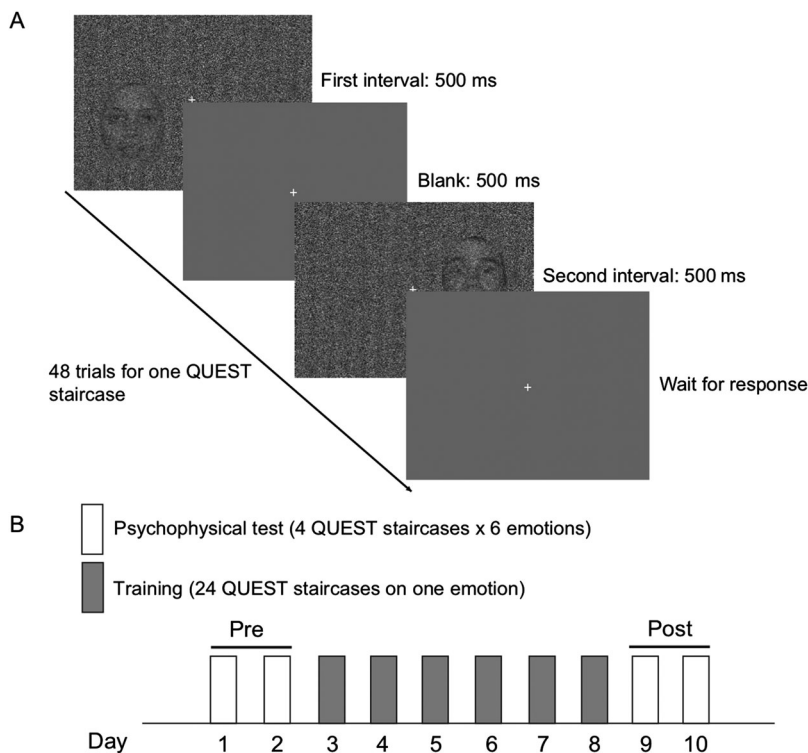 A
First interval: 500 ms
Blank: 500 ms
Second interval: 500 ms
48 trials for one QUEST
staircase
Wait for response
B
Psychophysical test (4 QUEST staircases x 6 emotions)
Training (24 QUEST staircases on one emotion)
Pre
Post
Day 1 2 3 4 5 6 7 8 9 10